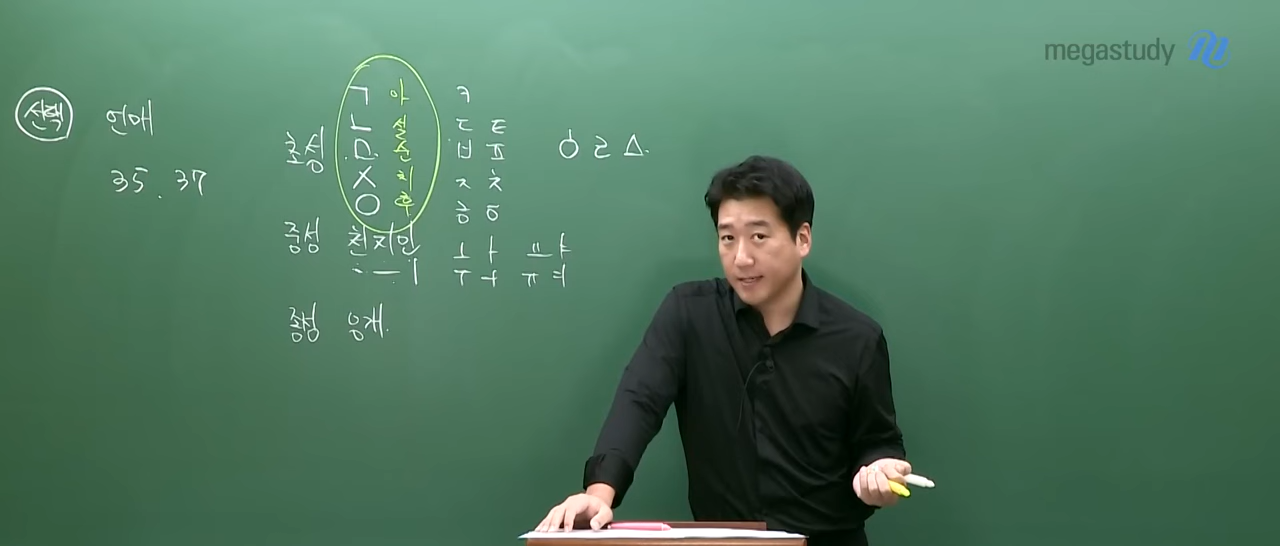 megastudy
선택 언매
35. 37
초성
ㄱ 아 ㅋ
ㄴ 설 ㄷ ㅌ
ㅁ 순 ㅂ ㅍ ㆁ ㄹ ㅿ
ㅅ 치 ㅈ ㅊ
ㅇ 후 ㆆ ㅎ
중성 천지인 ㅗ ㅏ ㅛ ㅑ
· ㅡ ㅣ ㅜ ㅓ ㅠ ㅕ
종성 8개.